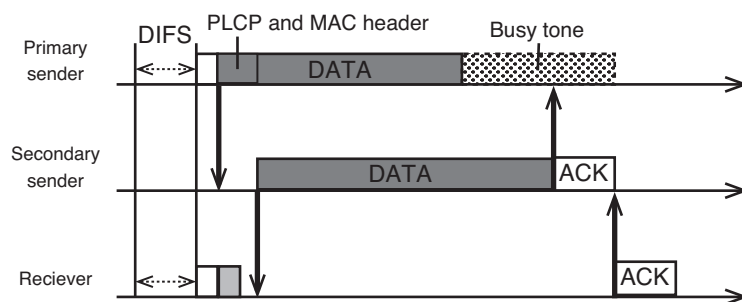 PLCP and MAC header
DIFS
Busy tone
Primary
sender
DATA
Secondary
sender
DATA
ACK
Reciever
ACK